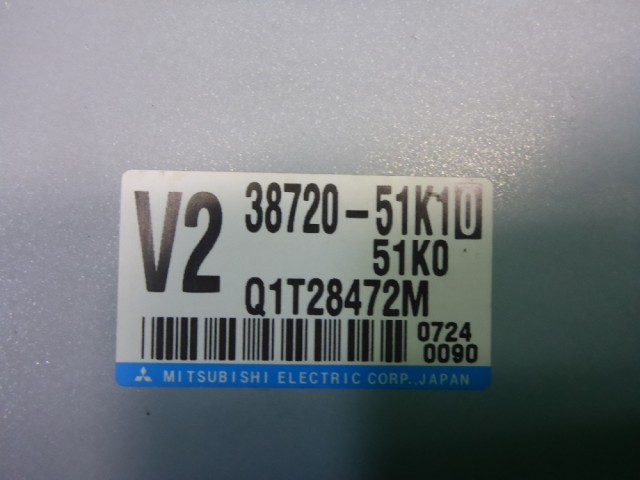 V2
38720-51K10
51K0
Q1T28472M
0724
0090
MITSUBISHI ELECTRIC CORP., JAPAN